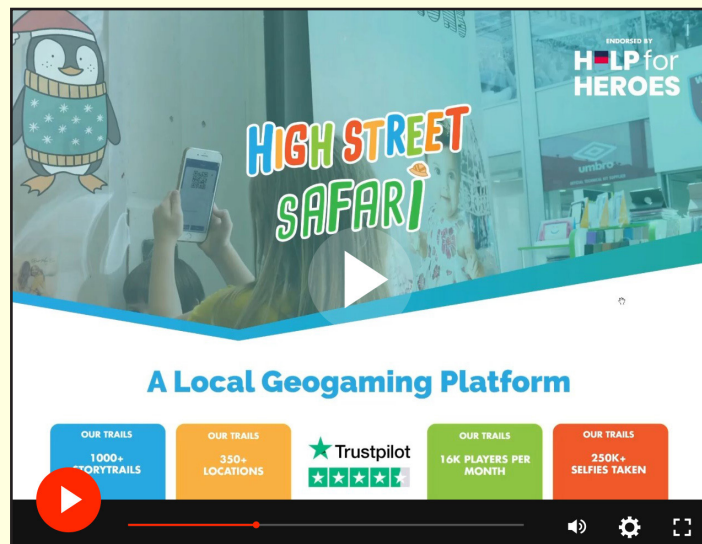 ENDORSED BY
HELP for
HEROES
HIGH STREET
SAFARI
umbro
A Local Geogaming Platform
OUR TRAILS
1000+
STORYTRAILS
OUR TRAILS
350+
LOCATIONS
Trustpilot
OUR TRAILS
16K PLAYERS PER
MONTH
OUR TRAILS
250K+
SELFIES TAKEN